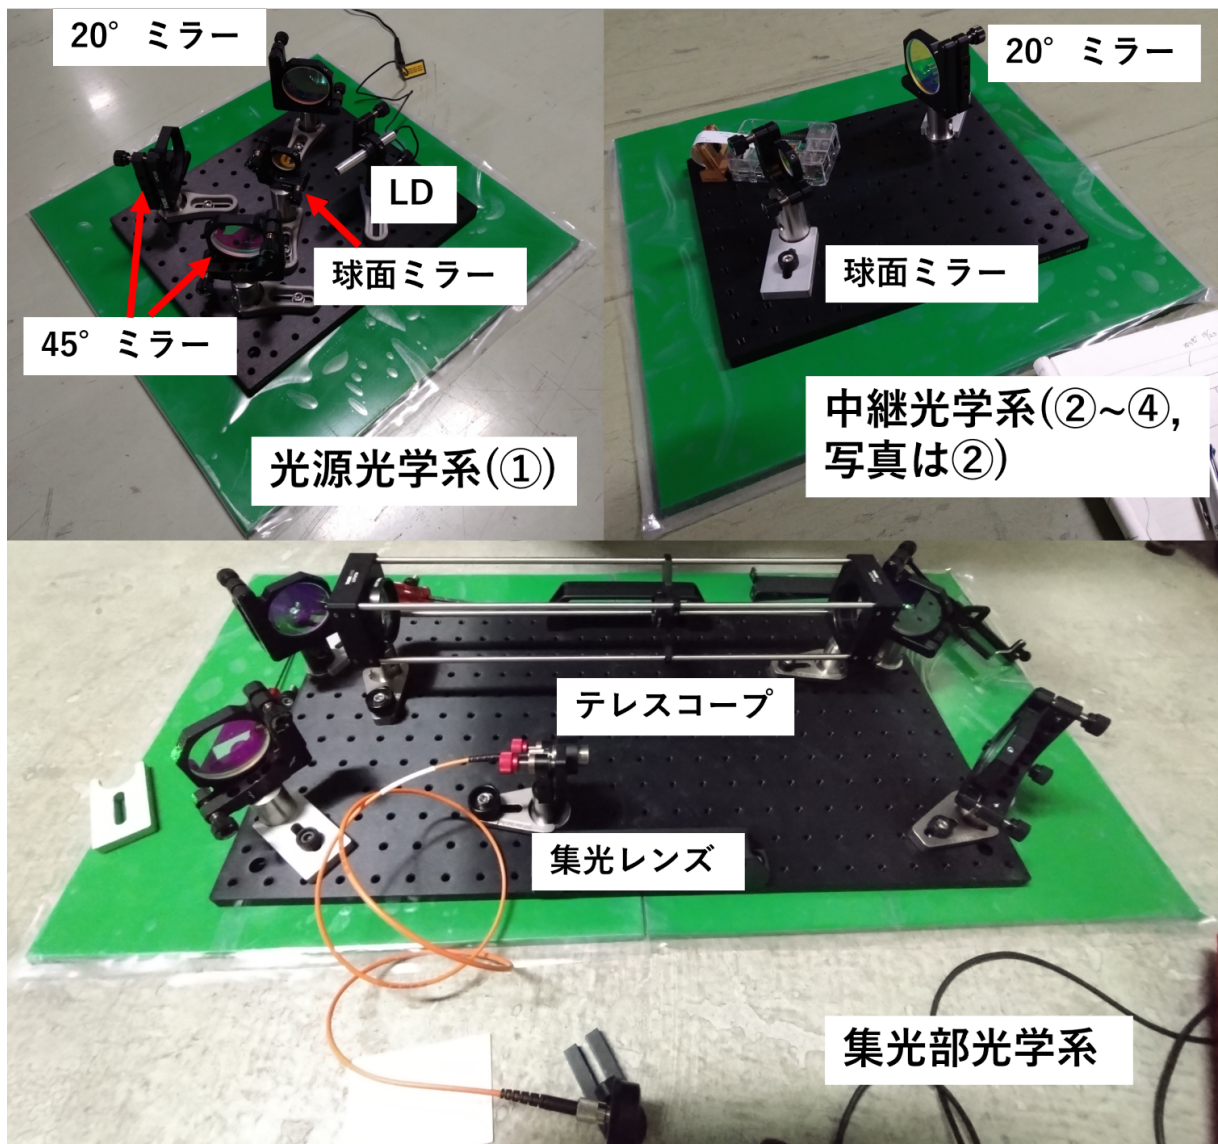 20° ミラー
LD
球面ミラー
45° ミラー
光源光学系(①)
20° ミラー
球面ミラー
中継光学系(②~④,
写真は②)
テレスコープ
集光レンズ
集光部光学系